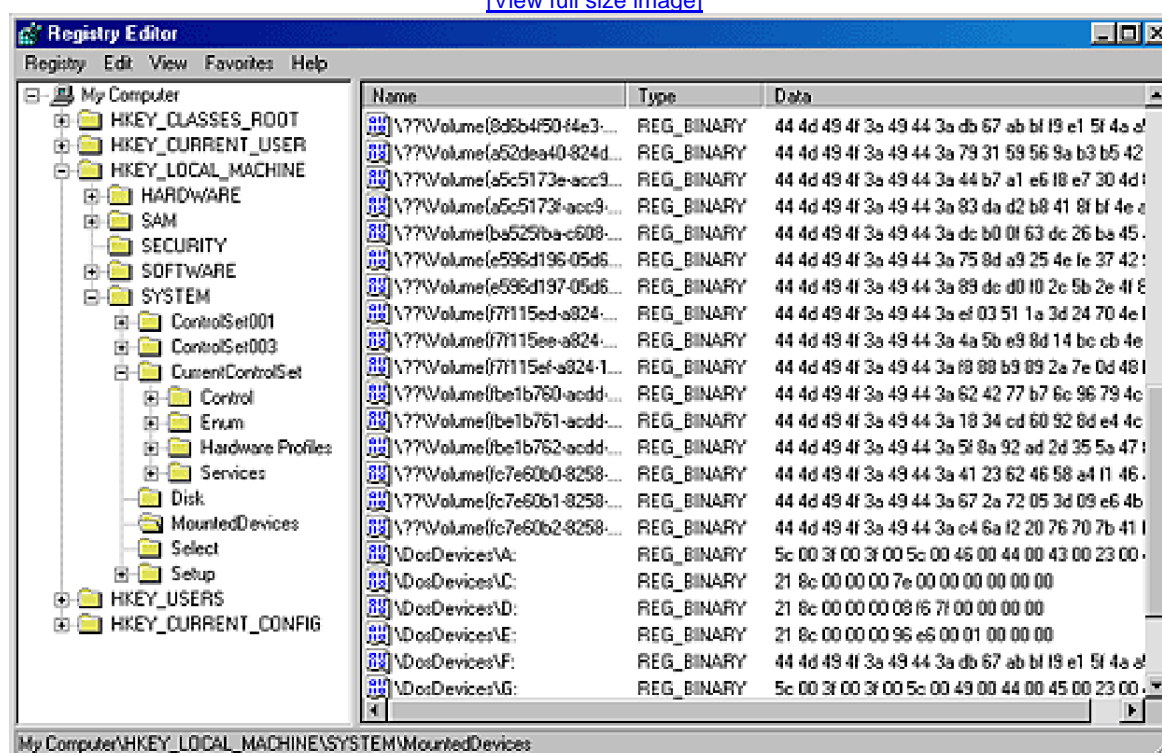 [View full size image]
Registry Editor
Registry Edit View Favorites Help
My Computer
HKEY_CLASSES_ROOT
HKEY_CURRENT_USER
HKEY_LOCAL_MACHINE
HARDWARE
SAM
SECURITY
SOFTWARE
SYSTEM
ControlSet001
ControlSet003
CurrentControlSet
Control
Enum
Hardware Profiles
Services
Disk
MountedDevices
Select
Setup
HKEY_USERS
HKEY_CURRENT_CONFIG
Name Type Data
\??\Volume{8d6b4f50-f4e3-... REG_BINARY 44 4d 49 4f 3a 49 44 3a db 67 ab bf f9 e1 5f 4a a5
\??\Volume{a52dea40-824d... REG_BINARY 44 4d 49 4f 3a 49 44 3a 79 31 59 56 9a b3 b5 42
\??\Volume{a5c5173e-acc9... REG_BINARY 44 4d 49 4f 3a 49 44 3a 44 b7 a1 e6 f8 e7 30 4d
\??\Volume{a5c5173f-acc9-... REG_BINARY 44 4d 49 4f 3a 49 44 3a 83 da d2 b8 41 8f bf 4e
\??\Volume{ba525fba-c608-... REG_BINARY 44 4d 49 4f 3a 49 44 3a dc b0 0f 63 dc 26 ba 45
\??\Volume{e596d196-05d6... REG_BINARY 44 4d 49 4f 3a 49 44 3a 75 8d a9 25 4e fe 37 42
\??\Volume{e596d197-05d6... REG_BINARY 44 4d 49 4f 3a 49 44 3a 89 dc d0 f0 2c 5b 2e 4f
\??\Volume{f7f115ed-a824-... REG_BINARY 44 4d 49 4f 3a 49 44 3a ef 03 51 1a 3d 24 70 4e
\??\Volume{f7f115ee-a824-... REG_BINARY 44 4d 49 4f 3a 49 44 3a 4a 5b e9 8d 14 bc cb 4e
\??\Volume{f7f115ef-a824-1... REG_BINARY 44 4d 49 4f 3a 49 44 3a f8 88 b9 89 2a 7e 0d 48
\??\Volume{fbe1b760-acdd-... REG_BINARY 44 4d 49 4f 3a 49 44 3a 62 42 77 b7 6c 96 79 4c
\??\Volume{fbe1b761-acdd-... REG_BINARY 44 4d 49 4f 3a 49 44 3a 18 34 cd 60 92 8d e4 4c
\??\Volume{fbe1b762-acdd-... REG_BINARY 44 4d 49 4f 3a 49 44 3a 5f 8a 92 ad 2d 35 5a 47
\??\Volume{fc7e60b0-8258-... REG_BINARY 44 4d 49 4f 3a 49 44 3a 41 23 62 46 58 a4 f1 46
\??\Volume{fc7e60b1-8258-... REG_BINARY 44 4d 49 4f 3a 49 44 3a 67 2a 72 05 3d 09 e6 4b
\??\Volume{fc7e60b2-8258-... REG_BINARY 44 4d 49 4f 3a 49 44 3a c4 6a f2 20 76 70 7b 41
\DosDevices\A: REG_BINARY 5c 00 3f 00 3f 00 5c 00 46 00 44 00 43 00 23 00
\DosDevices\C: REG_BINARY 21 8c 00 00 00 7e 00 00 00 00 00 00
\DosDevices\D: REG_BINARY 21 8c 00 00 00 08 f6 7f 00 00 00 00
\DosDevices\E: REG_BINARY 21 8c 00 00 00 96 e6 00 01 00 00 00
\DosDevices\F: REG_BINARY 44 4d 49 4f 3a 49 44 3a db 67 ab bf f9 e1 5f 4a a5
\DosDevices\G: REG_BINARY 5c 00 3f 00 3f 00 5c 00 49 00 44 00 45 00 23 00
My Computer\HKEY_LOCAL_MACHINE\SYSTEM\MountedDevices